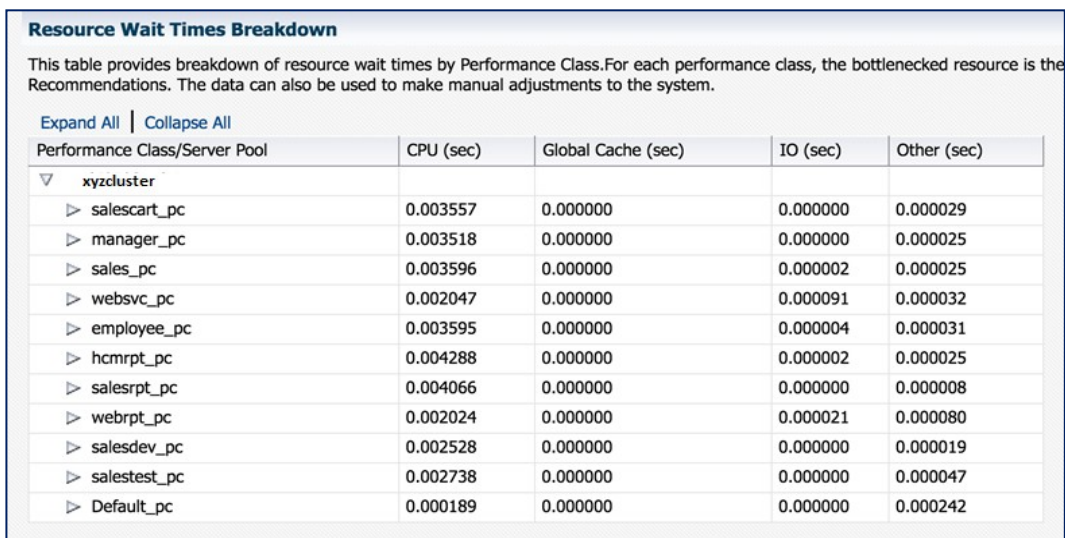 Resource Wait Times Breakdown
This table provides breakdown of resource wait times by Performance Class.For each performance class, the bottlenecked resource is the
Recommendations. The data can also be used to make manual adjustments to the system.
Expand All | Collapse All
Performance Class/Server Pool CPU (sec) Global Cache (sec) IO (sec) Other (sec)
xyzcluster
salescart_pc 0.003557 0.000000 0.000000 0.000029
manager_pc 0.003518 0.000000 0.000000 0.000025
sales_pc 0.003596 0.000000 0.000002 0.000025
websvc_pc 0.002047 0.000000 0.000091 0.000032
employee_pc 0.003595 0.000000 0.000004 0.000031
hcmrpt_pc 0.004288 0.000000 0.000002 0.000025
salesrpt_pc 0.004066 0.000000 0.000000 0.000008
webrpt_pc 0.002024 0.000000 0.000021 0.000080
salesdev_pc 0.002528 0.000000 0.000000 0.000019
salestest_pc 0.002738 0.000000 0.000000 0.000047
Default_pc 0.000189 0.000000 0.000000 0.000242